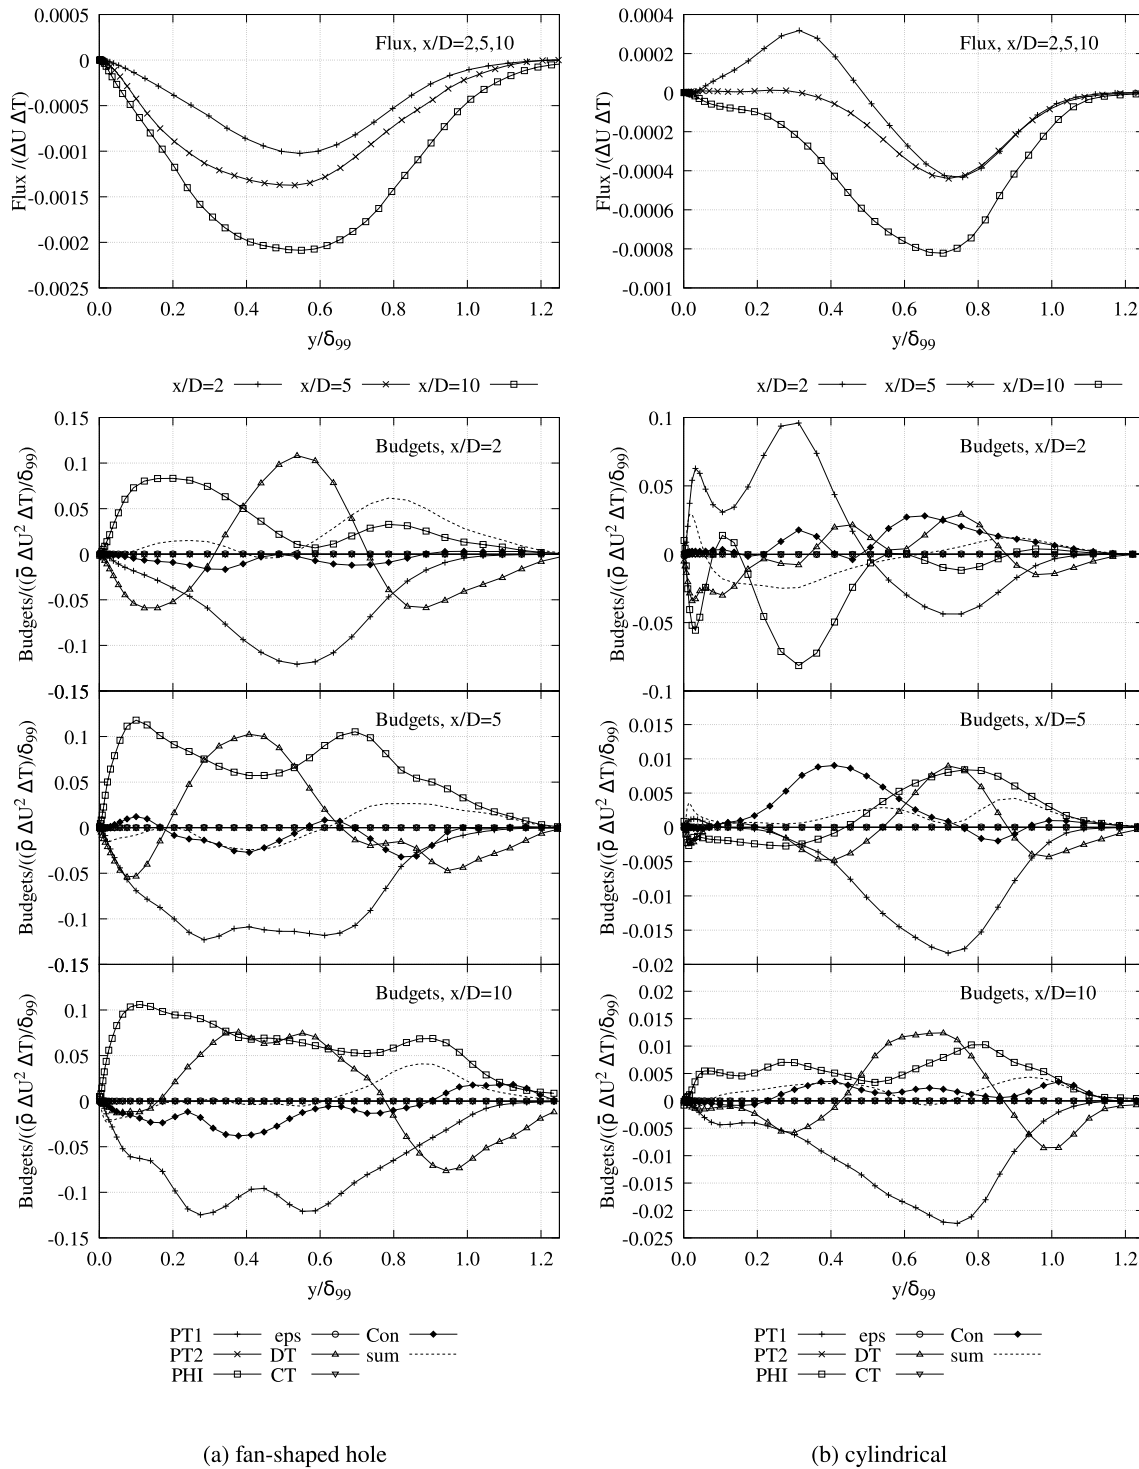 0.0005
0
-0.0005
-0.001
-0.0015
-0.002
-0.0025
Flux /(ΔU ΔT)
Flux, x/D=2,5,10
0.0 0.2 0.4 0.6 0.8 1.0 1.2
y/δ99
x/D=2 x/D=5 x/D=10
0.15
0.1
0.05
0
-0.05
-0.1
-0.15
Budgets/((ρ̄ ΔU² ΔT)/δ99)
Budgets, x/D=2
0.1
0.05
0
-0.05
-0.1
-0.15
Budgets/((ρ̄ ΔU² ΔT)/δ99)
Budgets, x/D=5
0.1
0.05
0
-0.05
-0.1
-0.15
Budgets/((ρ̄ ΔU² ΔT)/δ99)
Budgets, x/D=10
0.0 0.2 0.4 0.6 0.8 1.0 1.2
y/δ99
PT1 eps Con
PT2 DT sum
PHI CT
(a) fan-shaped hole
0.0004
0.0002
0
-0.0002
-0.0004
-0.0006
-0.0008
-0.001
Flux /(ΔU ΔT)
Flux, x/D=2,5,10
0.0 0.2 0.4 0.6 0.8 1.0 1.2
y/δ99
x/D=2 x/D=5 x/D=10
0.1
0.05
0
-0.05
-0.1
Budgets/((ρ̄ ΔU² ΔT)/δ99)
Budgets, x/D=2
0.015
0.01
0.005
0
-0.005
-0.01
-0.015
-0.02
Budgets/((ρ̄ ΔU² ΔT)/δ99)
Budgets, x/D=5
0.02
0.015
0.01
0.005
0
-0.005
-0.01
-0.015
-0.02
-0.025
Budgets/((ρ̄ ΔU² ΔT)/δ99)
Budgets, x/D=10
0.0 0.2 0.4 0.6 0.8 1.0 1.2
y/δ99
PT1 eps Con
PT2 DT sum
PHI CT
(b) cylindrical